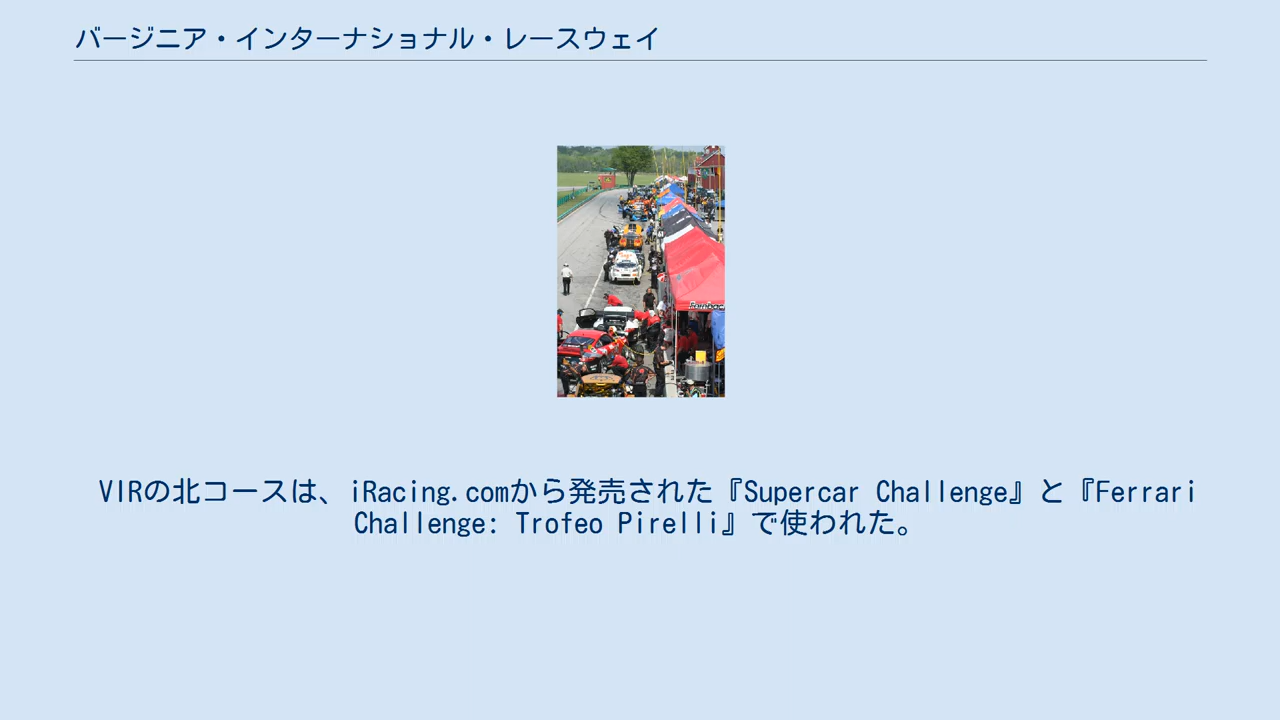 バージニア・インターナショナル・レースウェイ
VIRの北コースは、iRacing.comから発売された『Supercar Challenge』と『Ferrari
Challenge: Trofeo Pirelli』で使われた。